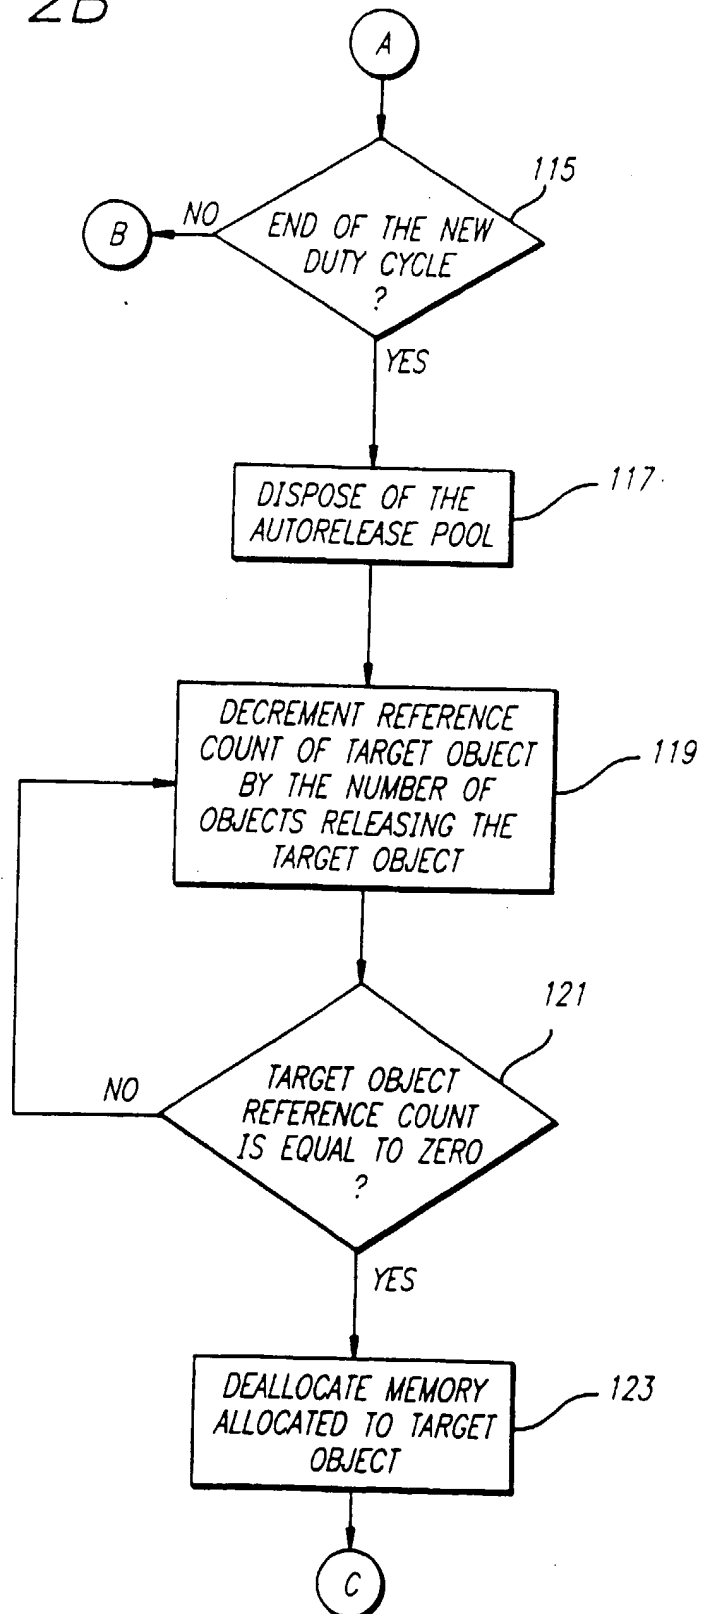 2B
A
115
NO
B
END OF THE NEW
DUTY CYCLE
?
YES
117
DISPOSE OF THE
AUTORELEASE POOL
DECREMENT REFERENCE
COUNT OF TARGET OBJECT
BY THE NUMBER OF
OBJECTS RELEASING THE
TARGET OBJECT
119
121
NO
TARGET OBJECT
REFERENCE COUNT
IS EQUAL TO ZERO
?
YES
DEALLOCATE MEMORY
ALLOCATED TO TARGET
OBJECT
123
C